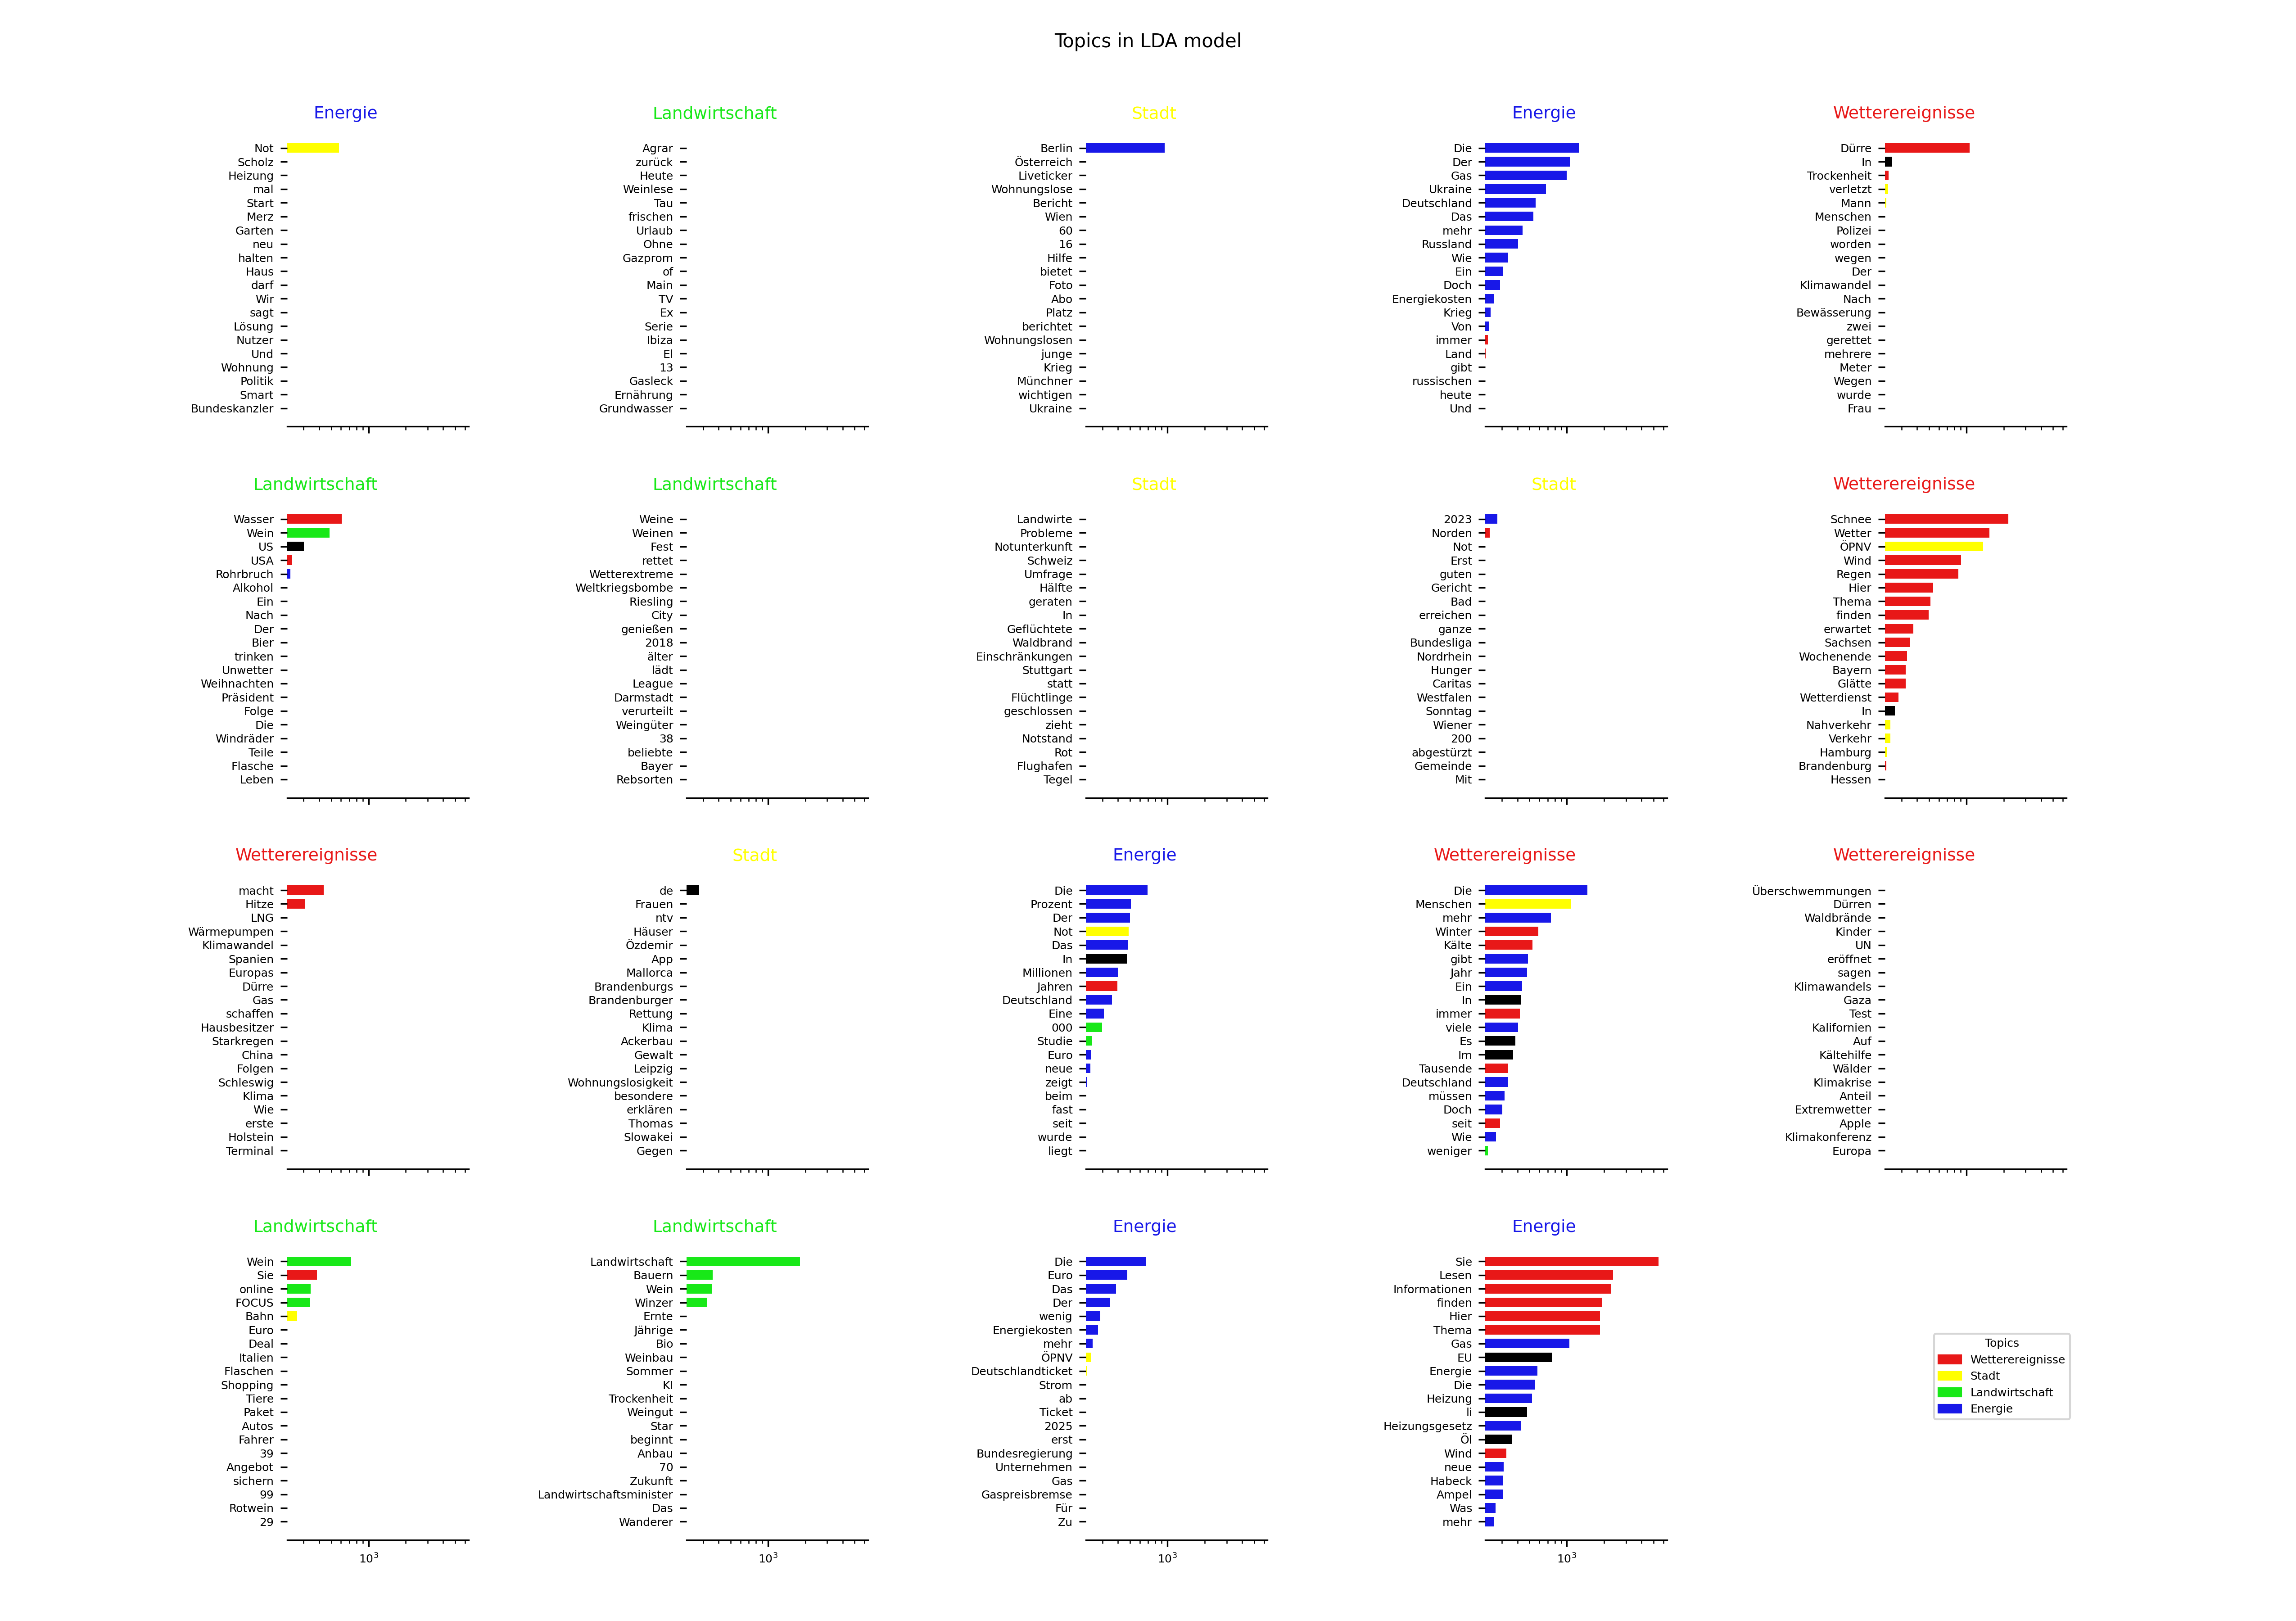 Topics in LDA model
Energie
Not
Scholz
Heizung
mal
Start
Merz
Garten
neu
halten
Haus
darf
Wir
sagt
Lösung
Nutzer
Und
Wohnung
Politik
Smart
Bundeskanzler
Landwirtschaft
Agrar
zurück
Heute
Weinlese
Tau
frischen
Urlaub
Ohne
Gazprom
of
Main
TV
Ex
Serie
Ibiza
El
13
Gasleck
Ernährung
Grundwasser
Stadt
Berlin
Österreich
Liveticker
Wohnungslose
Bericht
Wien
60
16
Hilfe
bietet
Foto
Abo
Platz
berichtet
Wohnungslosen
junge
Krieg
Münchner
wichtigen
Ukraine
Energie
Die
Der
Gas
Ukraine
Deutschland
Das
mehr
Russland
Wie
Ein
Doch
Energiekosten
Krieg
Von
immer
Land
gibt
russischen
heute
Und
Wetterereignisse
Dürre
In
Trockenheit
verletzt
Mann
Menschen
Polizei
worden
wegen
Der
Klimawandel
Nach
Bewässerung
zwei
gerettet
mehrere
Meter
Wegen
wurde
Frau
Landwirtschaft
Wasser
Wein
US
USA
Rohrbruch
Alkohol
Ein
Nach
Der
Bier
trinken
Unwetter
Weihnachten
Präsident
Folge
Die
Windräder
Teile
Flasche
Leben
Landwirtschaft
Weine
Weinen
Fest
rettet
Wetterextreme
Weltkriegsbombe
Riesling
City
genießen
2018
älter
lädt
League
Darmstadt
verurteilt
Weingüter
38
beliebte
Bayer
Rebsorten
Stadt
Landwirte
Probleme
Notunterkunft
Schweiz
Umfrage
Hälfte
geraten
In
Geflüchtete
Waldbrand
Einschränkungen
Stuttgart
statt
Flüchtlinge
geschlossen
zieht
Notstand
Rot
Flughafen
Tegel
Stadt
2023
Norden
Not
Erst
guten
Gericht
Bad
erreichen
ganze
Bundesliga
Nordrhein
Hunger
Caritas
Westfalen
Sonntag
Wiener
200
abgestürzt
Gemeinde
Mit
Wetterereignisse
Schnee
Wetter
ÖPNV
Wind
Regen
Hier
Thema
finden
erwartet
Sachsen
Wochenende
Bayern
Glätte
Wetterdienst
In
Nahverkehr
Verkehr
Hamburg
Brandenburg
Hessen
Wetterereignisse
macht
Hitze
LNG
Wärmepumpen
Klimawandel
Spanien
Europas
Dürre
Gas
schaffen
Hausbesitzer
Starkregen
China
Folgen
Schleswig
Klima
Wie
erste
Holstein
Terminal
Stadt
de
Frauen
ntv
Häuser
Özdemir
App
Mallorca
Brandenburgs
Brandenburger
Rettung
Klima
Ackerbau
Gewalt
Leipzig
Wohnungslosigkeit
besondere
erklären
Thomas
Slowakei
Gegen
Energie
Die
Prozent
Der
Not
Das
In
Millionen
Jahren
Deutschland
Eine
000
Studie
Euro
neue
zeigt
beim
fast
seit
wurde
liegt
Wetterereignisse
Die
Menschen
mehr
Winter
Kälte
gibt
Jahr
Ein
In
immer
viele
Es
Im
Tausende
Deutschland
müssen
Doch
seit
Wie
weniger
Wetterereignisse
Überschwemmungen
Dürren
Waldbrände
Kinder
UN
eröffnet
sagen
Klimawandels
Gaza
Test
Kalifornien
Auf
Kältehilfe
Wälder
Klimakrise
Anteil
Extremwetter
Apple
Klimakonferenz
Europa
Landwirtschaft
Wein
Sie
online
FOCUS
Bahn
Euro
Deal
Italien
Flaschen
Shopping
Tiere
Paket
Autos
Fahrer
39
Angebot
sichern
99
Rotwein
29
10³
Landwirtschaft
Landwirtschaft
Bauern
Wein
Winzer
Ernte
Jährige
Bio
Weinbau
Sommer
KI
Trockenheit
Weingut
Star
beginnt
Anbau
70
Zukunft
Landwirtschaftsminister
Das
Wanderer
10³
Energie
Die
Euro
Das
Der
wenig
Energiekosten
mehr
ÖPNV
Deutschlandticket
Strom
ab
Ticket
2025
erst
Bundesregierung
Unternehmen
Gas
Gaspreisbremse
Für
Zu
10³
Energie
Sie
Lesen
Informationen
finden
Hier
Thema
Gas
EU
Energie
Die
Heizung
li
Heizungsgesetz
Öl
Wind
neue
Habeck
Ampel
Was
mehr
10³
Topics
Wetterereignisse
Stadt
Landwirtschaft
Energie